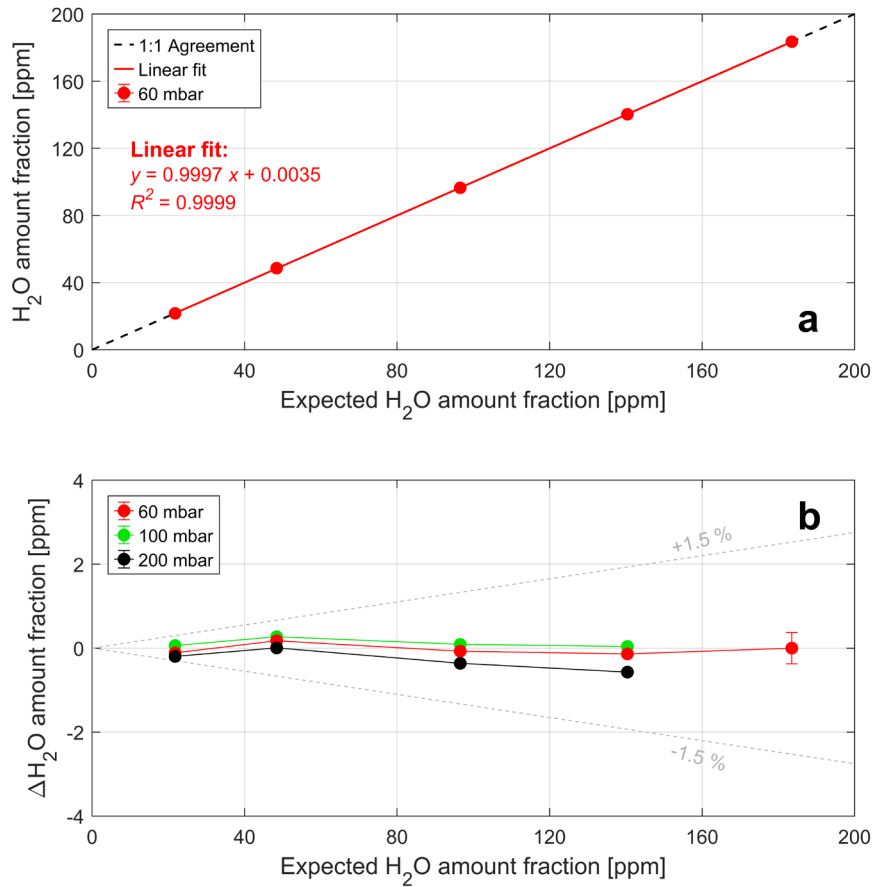 200
160
120
80
40
0
H2O amount fraction [ppm]
1:1 Agreement
Linear fit
60 mbar
Linear fit:
y = 0.9997 x + 0.0035
R² = 0.9999
a
0 40 80 120 160 200
Expected H2O amount fraction [ppm]
4
2
0
-2
-4
ΔH2O amount fraction [ppm]
60 mbar
100 mbar
200 mbar
b
+1.5 %
-1.5 %
0 40 80 120 160 200
Expected H2O amount fraction [ppm]